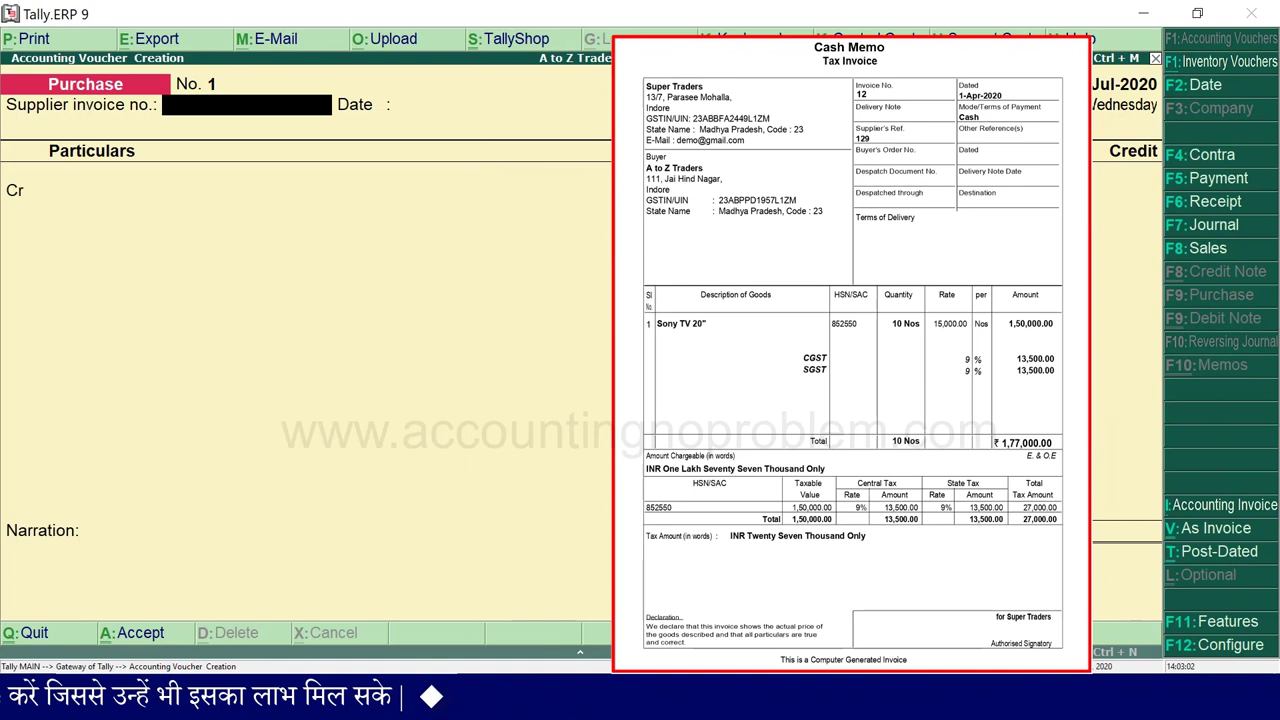 Tally.ERP 9
P:Print E:Export M:E-Mail O:Upload S:TallyShop
Accounting Voucher Creation A to Z Trade Ctrl + M
Purchase No. 1 Jul-2020
Supplier invoice no.: Date : Wednesday
Particulars Credit
Cr
Narration:
Q:Quit A:Accept D:Delete X:Cancel
Ctrl + N
Tally MAIN --> Gateway of Tally --> Accounting Voucher Creation 2020 14:03:02
Cash Memo
Tax Invoice
Super Traders
13/7, Parasee Mohalla,
Indore
GSTIN/UIN: 23ABBFA2449L1ZM
State Name : Madhya Pradesh, Code : 23
E-Mail : demo@gmail.com
Buyer
A to Z Traders
111, Jai Hind Nagar,
Indore
GSTIN/UIN : 23ABPPD1957L1ZM
State Name : Madhya Pradesh, Code : 23
Invoice No. Dated
12 1-Apr-2020
Delivery Note Mode/Terms of Payment
Cash
Supplier's Ref. Other Reference(s)
129
Buyer's Order No. Dated
Despatch Document No. Delivery Note Date
Despatched through Destination
Terms of Delivery
Sl No. Description of Goods HSN/SAC Quantity Rate per Amount
1 Sony TV 20" 852550 10 Nos 15,000.00 Nos 1,50,000.00
CGST 9 % 13,500.00
SGST 9 % 13,500.00
Total 10 Nos ₹ 1,77,000.00
Amount Chargeable (in words) E. & O.E
INR One Lakh Seventy Seven Thousand Only
HSN/SAC Taxable Central Tax State Tax Total
Value Rate Amount Rate Amount Tax Amount
852550 1,50,000.00 9% 13,500.00 9% 13,500.00 27,000.00
Total 1,50,000.00 13,500.00 13,500.00 27,000.00
Tax Amount (in words) : INR Twenty Seven Thousand Only
Declaration
We declare that this invoice shows the actual price of
the goods described and that all particulars are true
and correct.
for Super Traders
Authorised Signatory
This is a Computer Generated Invoice
www.accountingnoproblem.com
F1:Accounting Vouchers
F1:Inventory Vouchers
F2:Date
F3:Company
F4:Contra
F5:Payment
F6:Receipt
F7:Journal
F8:Sales
F8:Credit Note
F9:Purchase
F9:Debit Note
F10:Reversing Journal
F10:Memos
I:Accounting Invoice
V:As Invoice
T:Post-Dated
L:Optional
F11:Features
F12:Configure
करें जिससे उन्हें भी इसका लाभ मिल सके |